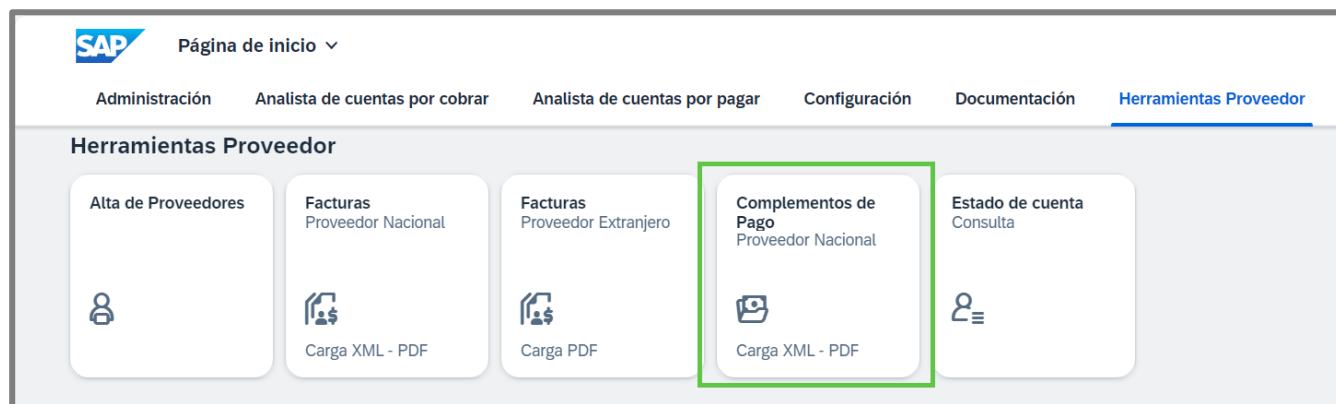 SAP Página de inicio
Administración Analista de cuentas por cobrar Analista de cuentas por pagar Configuración Documentación Herramientas Proveedor
Herramientas Proveedor
Alta de Proveedores
Facturas
Proveedor Nacional
Carga XML - PDF
Facturas
Proveedor Extranjero
Carga PDF
Complementos de
Pago
Proveedor Nacional
Carga XML - PDF
Estado de cuenta
Consulta